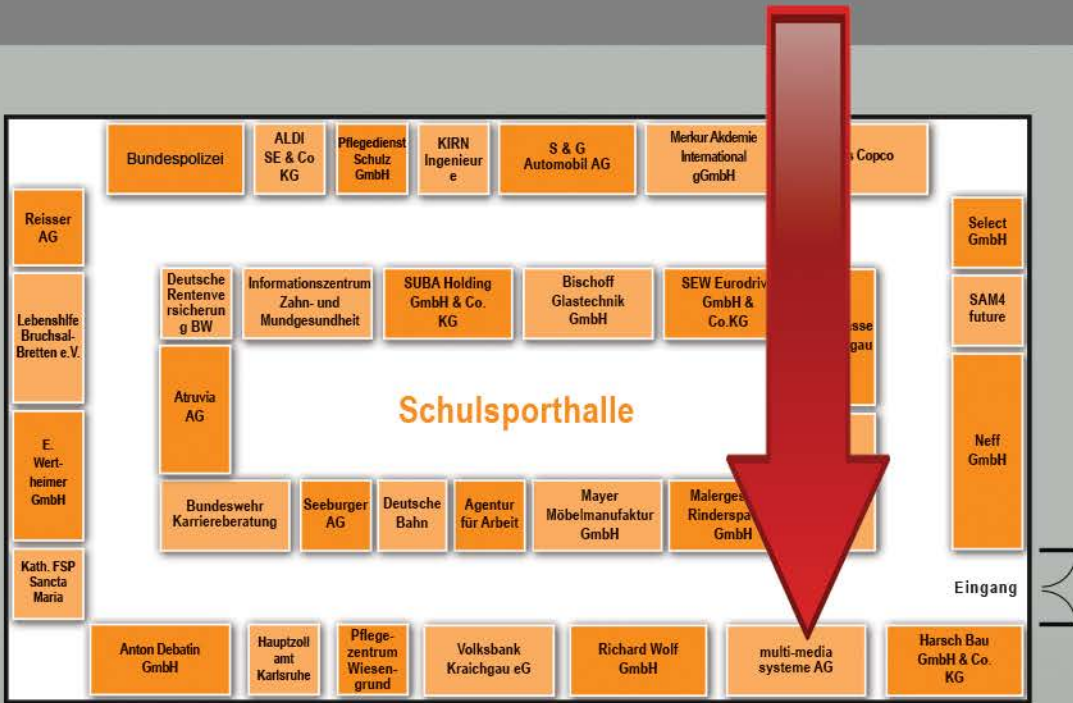 Bundespolizei
ALDI
SE & Co
KG
Pflegedienst
Schulz
GmbH
KIRN
Ingenieur
e
S & G
Automobil AG
Merkur Akdemie
International
gGmbH
Copco
Reisser
AG
Select
GmbH
Deutsche
Rentenve
rsicherun
g BW
Informationszentrum
Zahn- und
Mundgesundheit
SUBA Holding
GmbH & Co.
KG
Bischoff
Glastechnik
GmbH
SEW Eurodriv
GmbH &
Co.KG
Lebenshlfe
Bruchsal-
Bretten e.V.
SAM4
future
Atruvia
AG
Schulsporthalle
E.
Wert-
heimer
GmbH
Neff
GmbH
Bundeswehr
Karriereberatung
Seeburger
AG
Deutsche
Bahn
Agentur
für Arbeit
Mayer
Möbelmanufaktur
GmbH
Malerges
Rinderspa
GmbH
Kath. FSP
Sancta
Maria
Eingang
Anton Debatin
GmbH
Hauptzoll
amt
Karlsruhe
Pflege-
zentrum
Wiesen-
grund
Volksbank
Kraichgau eG
Richard Wolf
GmbH
multi-media
systeme AG
Harsch Bau
GmbH & Co.
KG